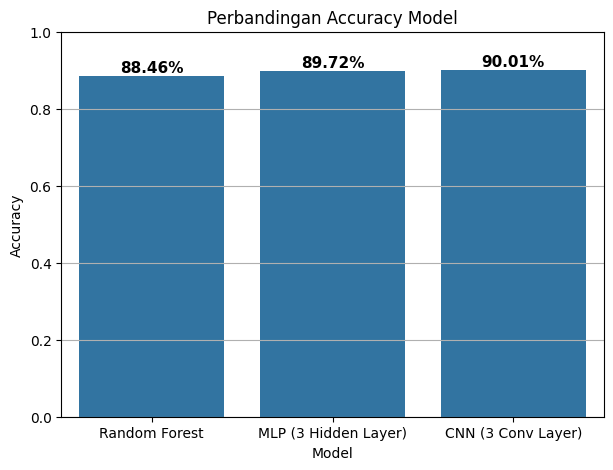 Perbandingan Accuracy Model
1.0
0.8
0.6
0.4
0.2
0.0
Accuracy
88.46%
89.72%
90.01%
Random Forest
MLP (3 Hidden Layer)
CNN (3 Conv Layer)
Model